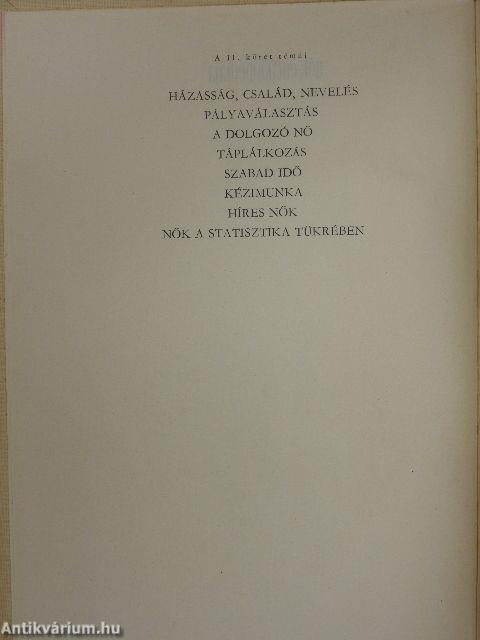 A II. kötet témái
HÁZASSÁG, CSALÁD, NEVELÉS
PÁLYAVÁLASZTÁS
A DOLGOZÓ NŐ
TÁPLÁLKOZÁS
SZABAD IDŐ
KÉZIMUNKA
HÍRES NŐK
NŐK A STATISZTIKA TÜKRÉBEN
Antikvárium.hu